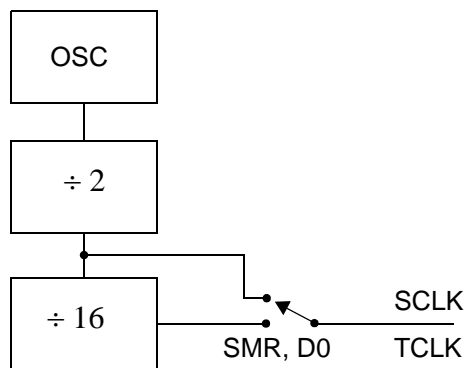 OSC
÷ 2
÷ 16
SCLK
SMR, D0
TCLK